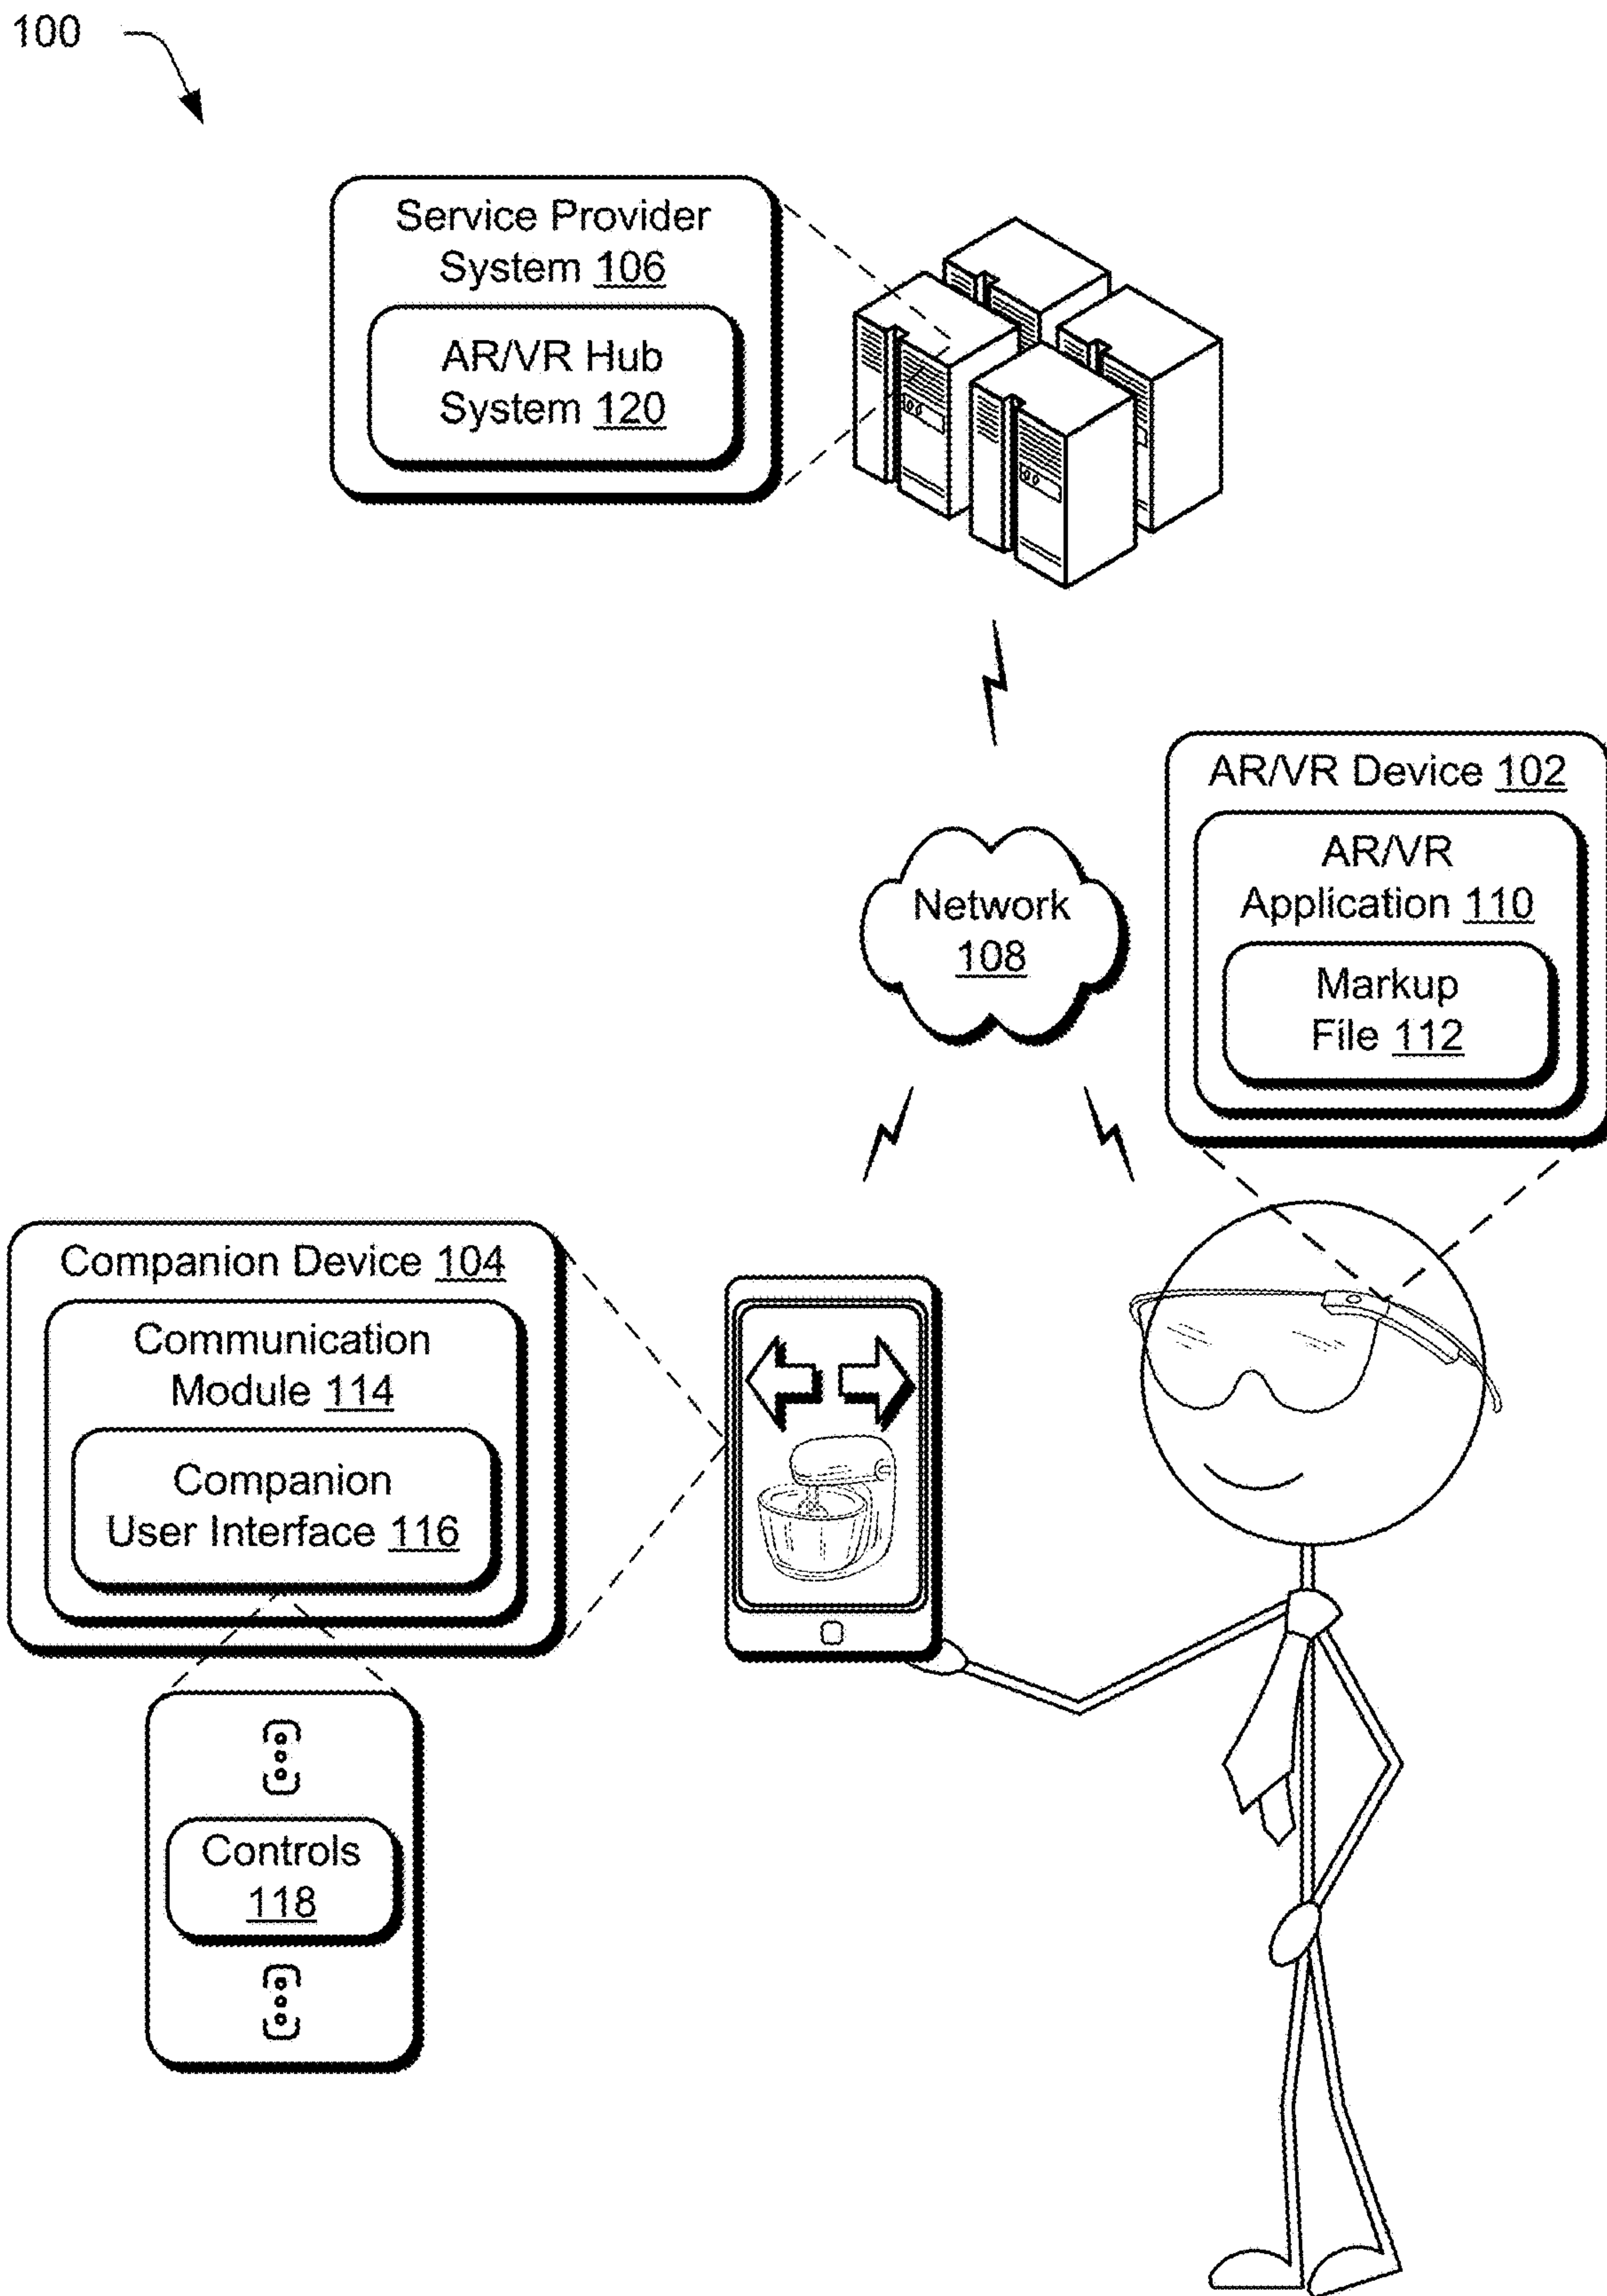 100
Service Provider
System 106
AR/VR Hub
System 120
AR/VR Device 102
AR/VR
Application 110
Markup
File 112
Network
108
Companion Device 104
Communication
Module 114
Companion
User Interface 116
Controls
118